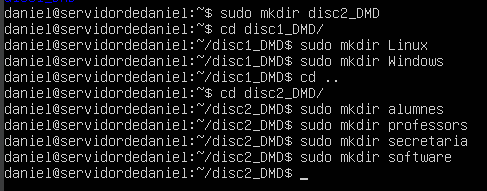 daniel@servidordedaniel:~$ sudo mkdir disc2_DMD
daniel@servidordedaniel:~$ cd disc1_DMD/
daniel@servidordedaniel:~/disc1_DMD$ sudo mkdir Linux
daniel@servidordedaniel:~/disc1_DMD$ sudo mkdir Windows
daniel@servidordedaniel:~/disc1_DMD$ cd ..
daniel@servidordedaniel:~$ cd disc2_DMD/
daniel@servidordedaniel:~/disc2_DMD$ sudo mkdir alumnes
daniel@servidordedaniel:~/disc2_DMD$ sudo mkdir professors
daniel@servidordedaniel:~/disc2_DMD$ sudo mkdir secretaria
daniel@servidordedaniel:~/disc2_DMD$ sudo mkdir software
daniel@servidordedaniel:~/disc2_DMD$ _